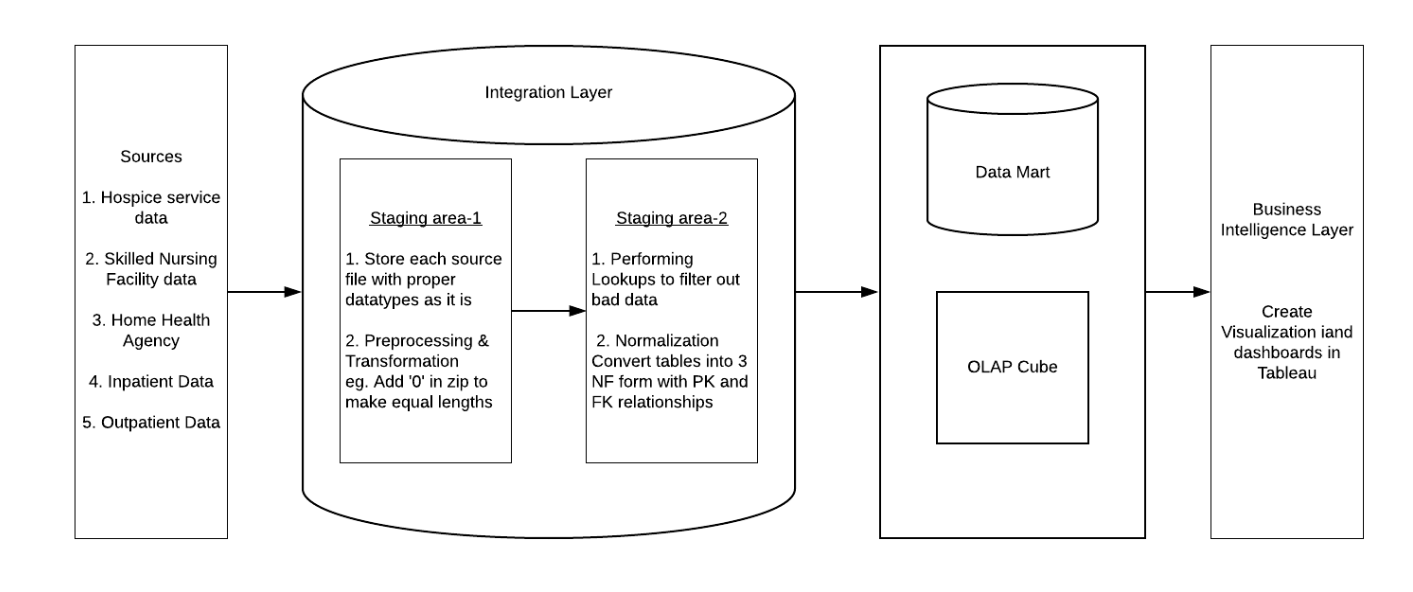 Sources
1. Hospice service
data
2. Skilled Nursing
Facility data
3. Home Health
Agency
4. Inpatient Data
5. Outpatient Data
Integration Layer
Staging area-1
1. Store each source
file with proper
datatypes as it is
2. Preprocessing &
Transformation
eg. Add '0' in zip to
make equal lengths
Staging area-2
1. Performing
Lookups to filter out
bad data
2. Normalization
Convert tables into 3
NF form with PK and
FK relationships
Data Mart
OLAP Cube
Business
Intelligence Layer
Create
Visualization iand
dashboards in
Tableau